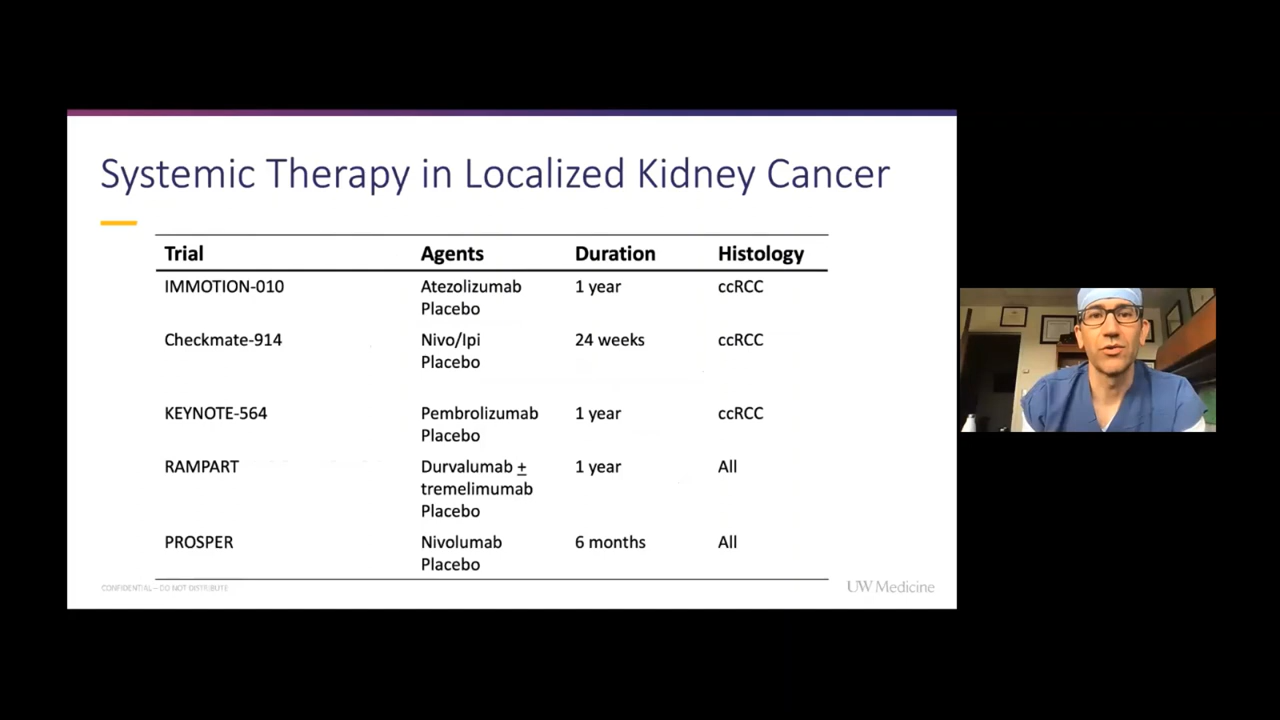 Systemic Therapy in Localized Kidney Cancer
Trial Agents Duration Histology
IMMOTION-010 Atezolizumab 1 year ccRCC
Placebo
Checkmate-914 Nivo/Ipi 24 weeks ccRCC
Placebo
KEYNOTE-564 Pembrolizumab 1 year ccRCC
Placebo
RAMPART Durvalumab + 1 year All
tremelimumab
Placebo
PROSPER Nivolumab 6 months All
Placebo
CONFIDENTIAL – DO NOT DISTRIBUTE
UW Medicine